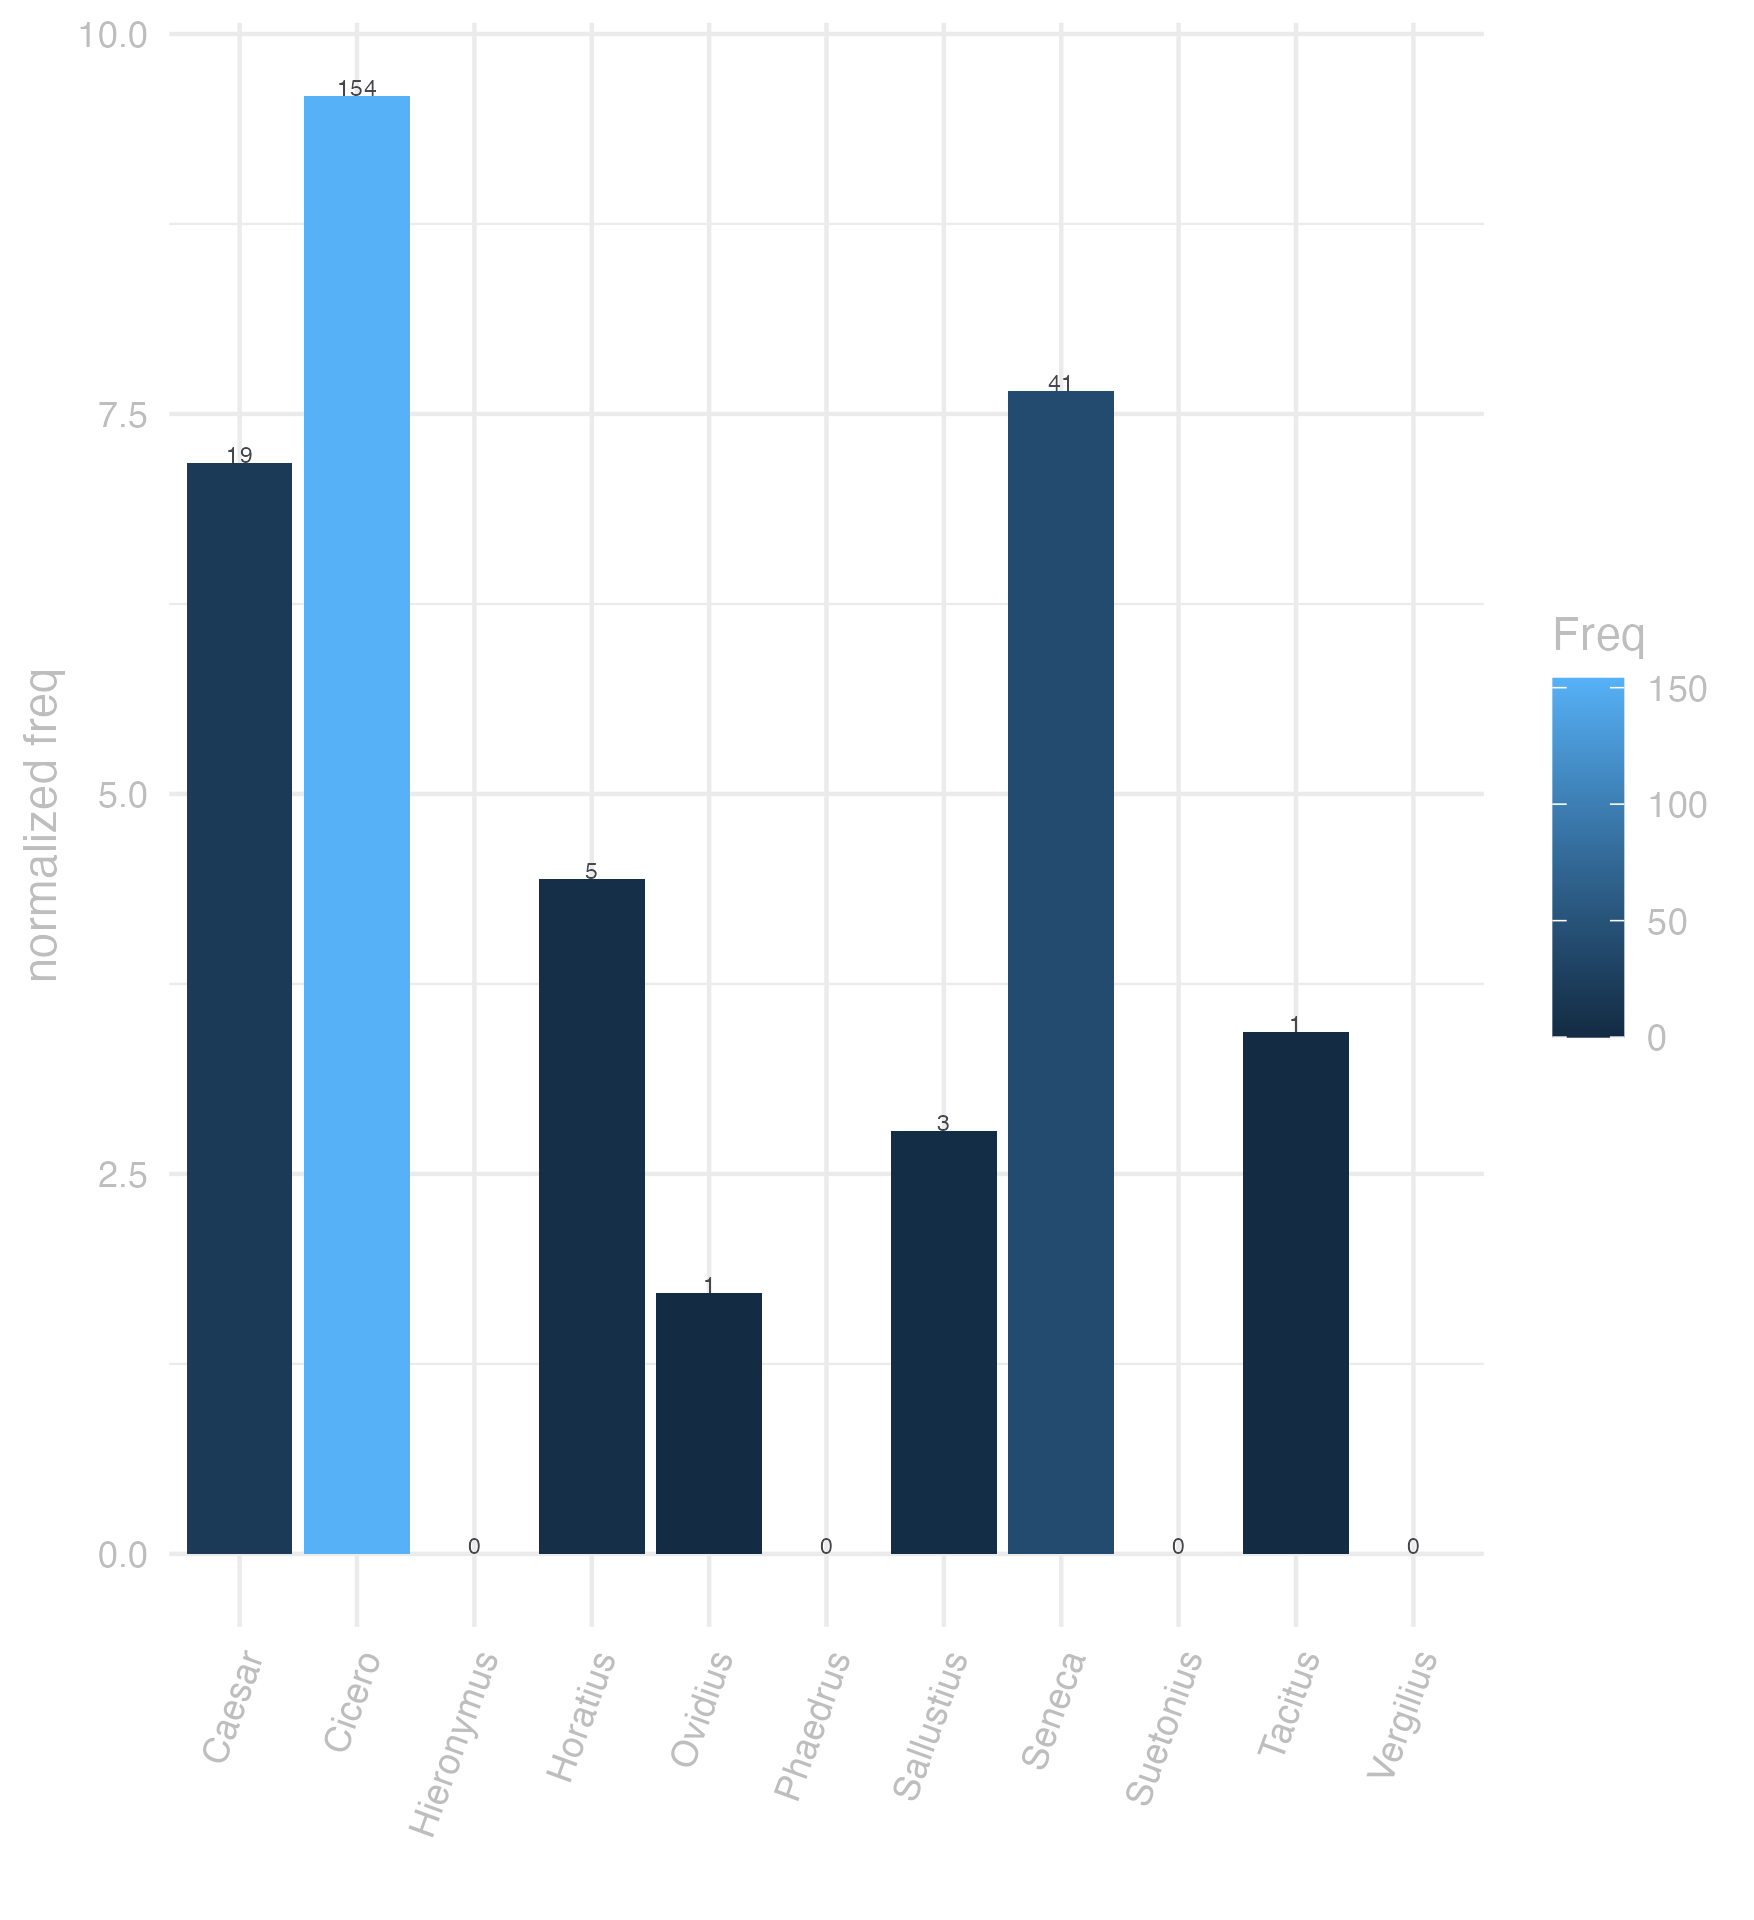 normalized freq
10.0
7.5
5.0
2.5
0.0
19
154
0
5
1
0
3
41
0
1
0
Caesar
Cicero
Hieronymus
Horatius
Ovidius
Phaedrus
Sallustius
Seneca
Suetonius
Tacitus
Vergilius
Freq
150
100
50
0